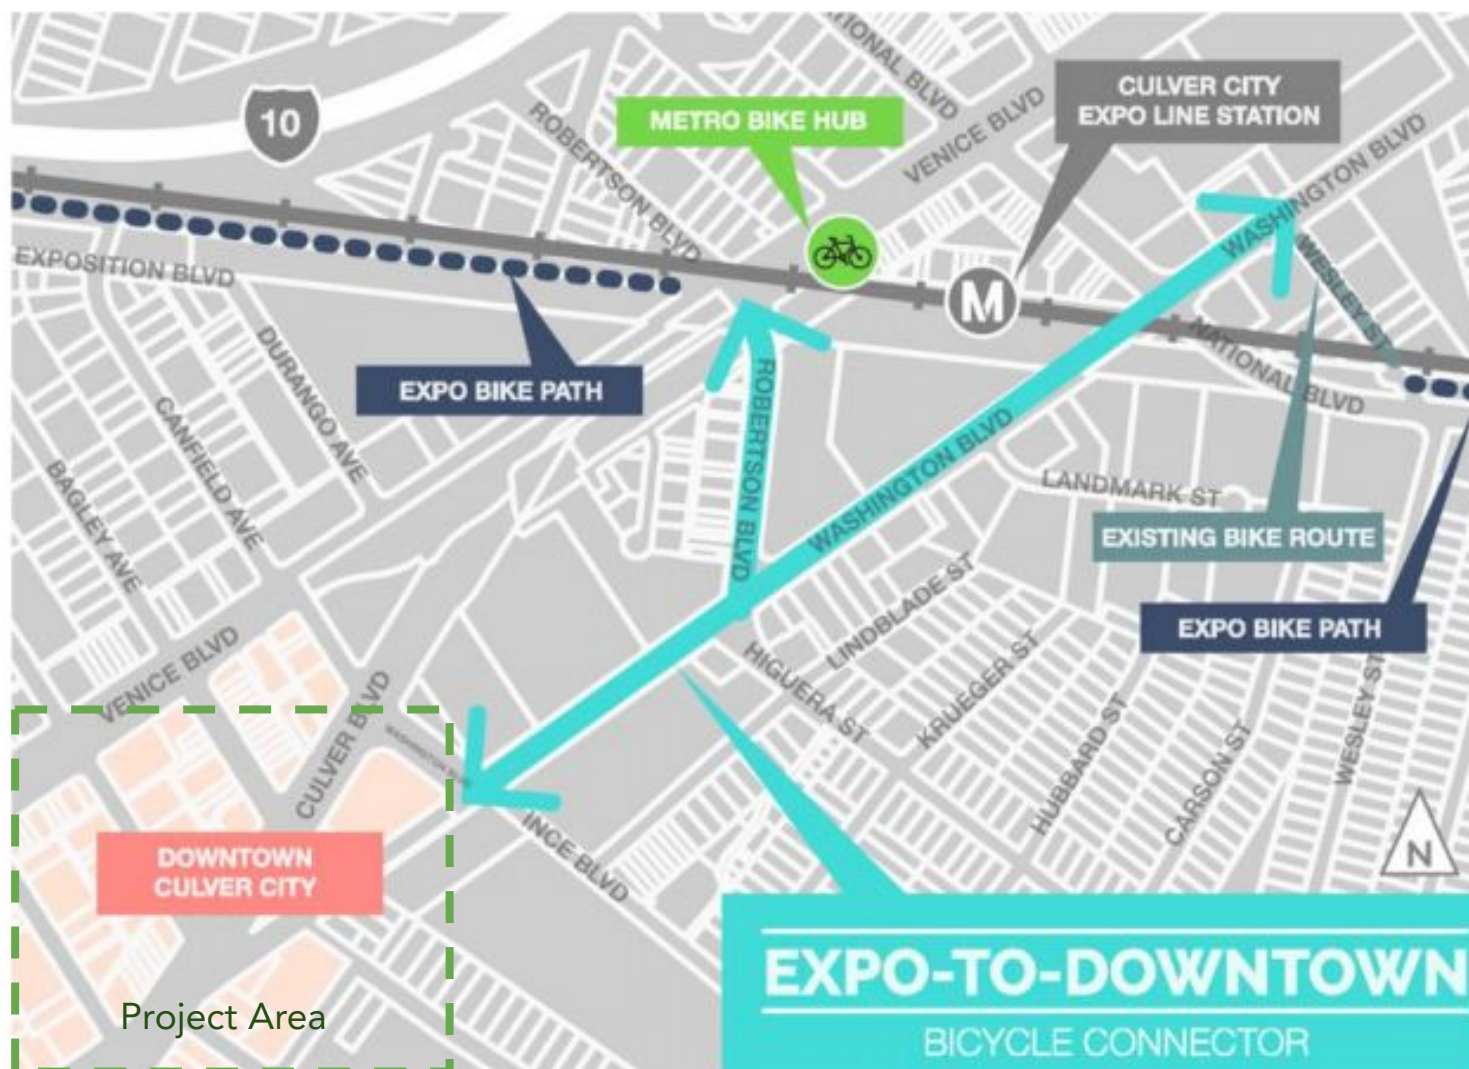 NATIONAL BLVD
10
METRO BIKE HUB
CULVER CITY
EXPO LINE STATION
ROBERTSON BLVD
VENICE BLVD
WASHINGTON BLVD
EXPOSITION BLVD
M
WESLEY ST
NATIONAL BLVD
EXPO BIKE PATH
DURANGO AVE
CANFIELD AVE
BAGLEY AVE
ROBERTSON BLVD
WASHINGTON BLVD
LANDMARK ST
EXISTING BIKE ROUTE
EXPO BIKE PATH
LINDBLADE ST
HIGUERA ST
KRUEGER ST
HUBBARD ST
CARSON ST
WESLEY ST
VENICE BLVD
CULVER BLVD
WASHINGTON BLVD
INCE BLVD
N
DOWNTOWN
CULVER CITY
Project Area
EXPO-TO-DOWNTOWN
BICYCLE CONNECTOR